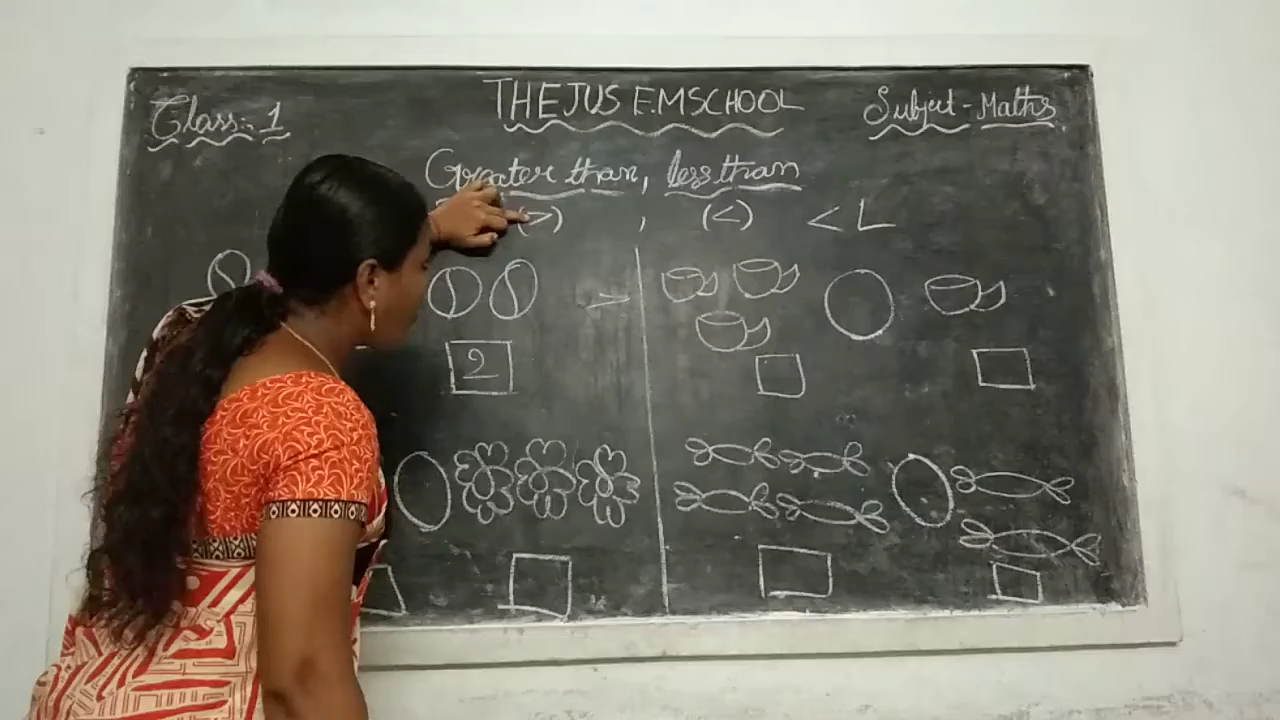 Class:- 1
THEJUS E.M SCHOOL
Subject - Maths
Greater than, less than
(>) , (<) < L
2